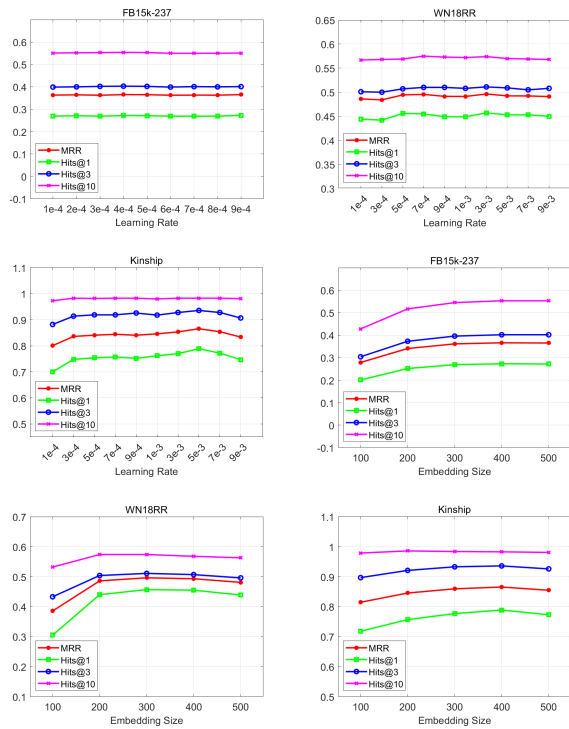 FB15k-237
0.6
0.5
0.4
0.3
0.2
0.1
0
-0.1
MRR
Hits@1
Hits@3
Hits@10
1e-4 2e-4 3e-4 4e-4 5e-4 6e-4 7e-4 8e-4 9e-4
Learning Rate
WN18RR
0.65
0.6
0.55
0.5
0.45
0.4
0.35
0.3
MRR
Hits@1
Hits@3
Hits@10
1e-4 3e-4 5e-4 7e-4 9e-4 1e-3 3e-3 5e-3 7e-3 9e-3
Learning Rate
Kinship
1.1
1
0.9
0.8
0.7
0.6
0.5
MRR
Hits@1
Hits@3
Hits@10
1e-4 3e-4 5e-4 7e-4 9e-4 1e-3 3e-3 5e-3 7e-3 9e-3
Learning Rate
FB15k-237
0.6
0.5
0.4
0.3
0.2
0.1
0
-0.1
MRR
Hits@1
Hits@3
Hits@10
100 200 300 400 500
Embedding Size
WN18RR
0.7
0.6
0.5
0.4
0.3
0.2
0.1
MRR
Hits@1
Hits@3
Hits@10
100 200 300 400 500
Embedding Size
Kinship
1.1
1
0.9
0.8
0.7
0.6
0.5
MRR
Hits@1
Hits@3
Hits@10
100 200 300 400 500
Embedding Size